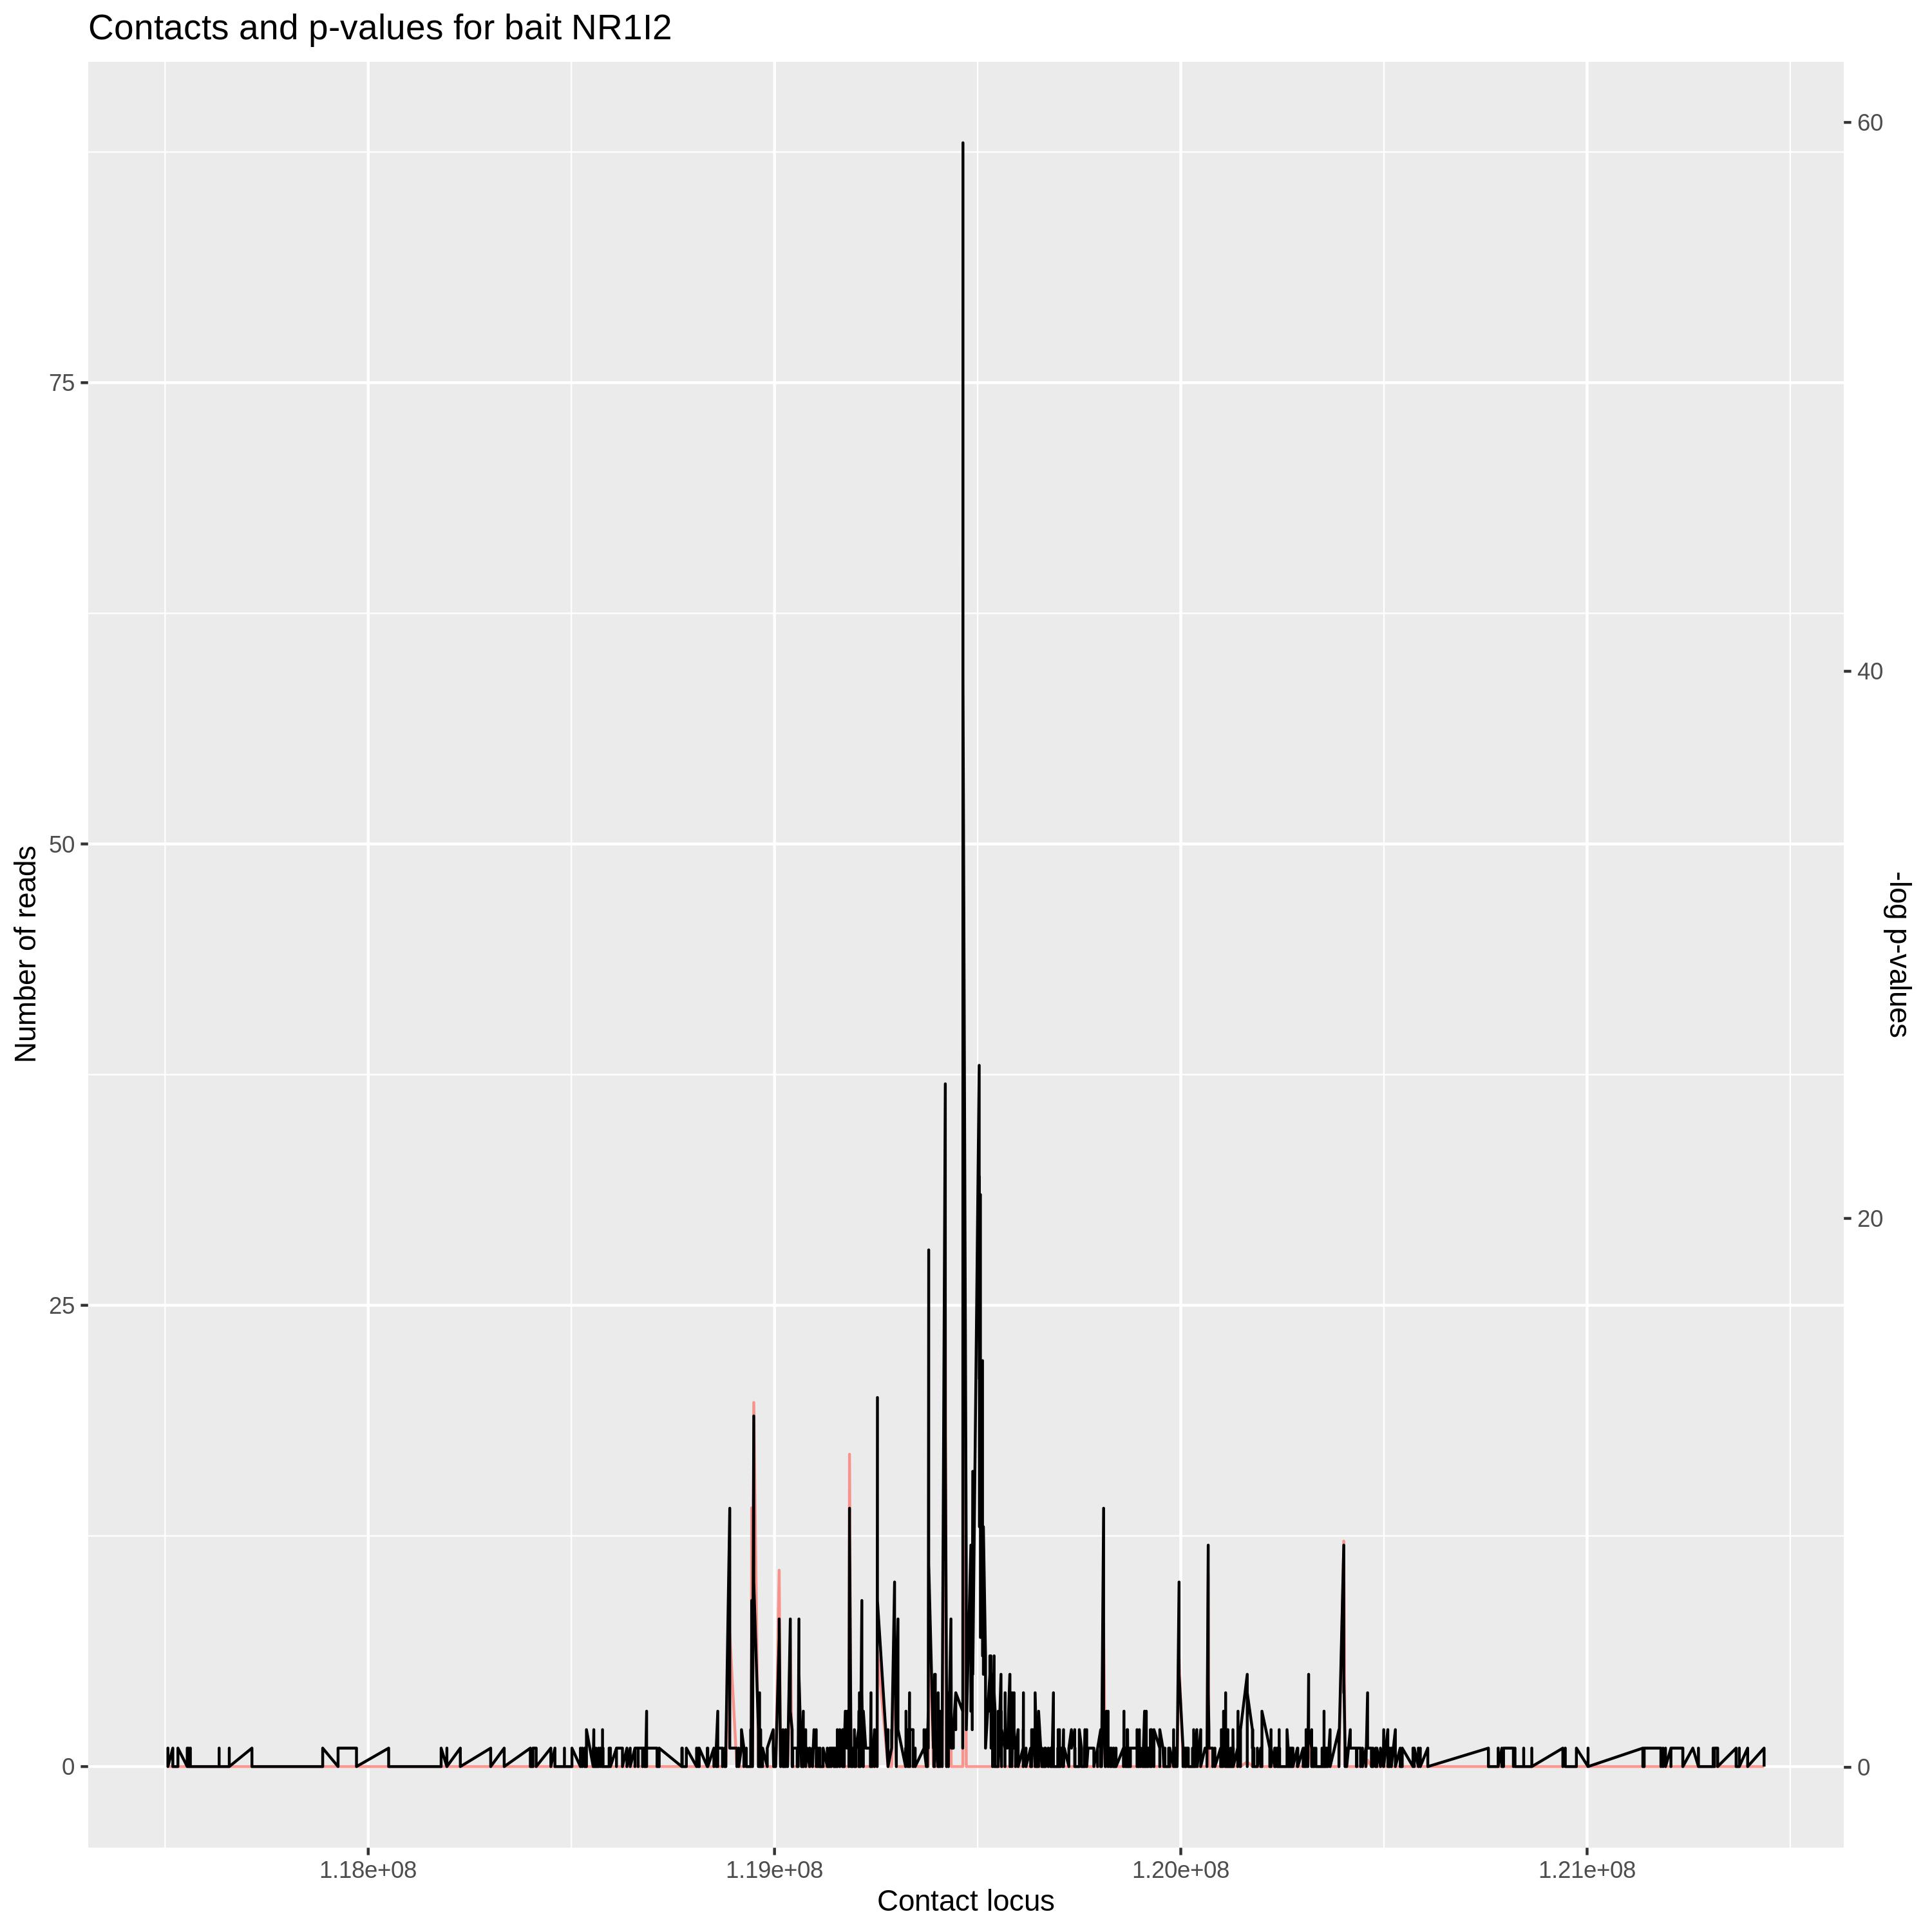 Contacts and p-values for bait NR1I2
60
75
40
50
Number of reads
-log p-values
20
25
0
0
1.18e+08
1.19e+08
1.20e+08
1.21e+08
Contact locus